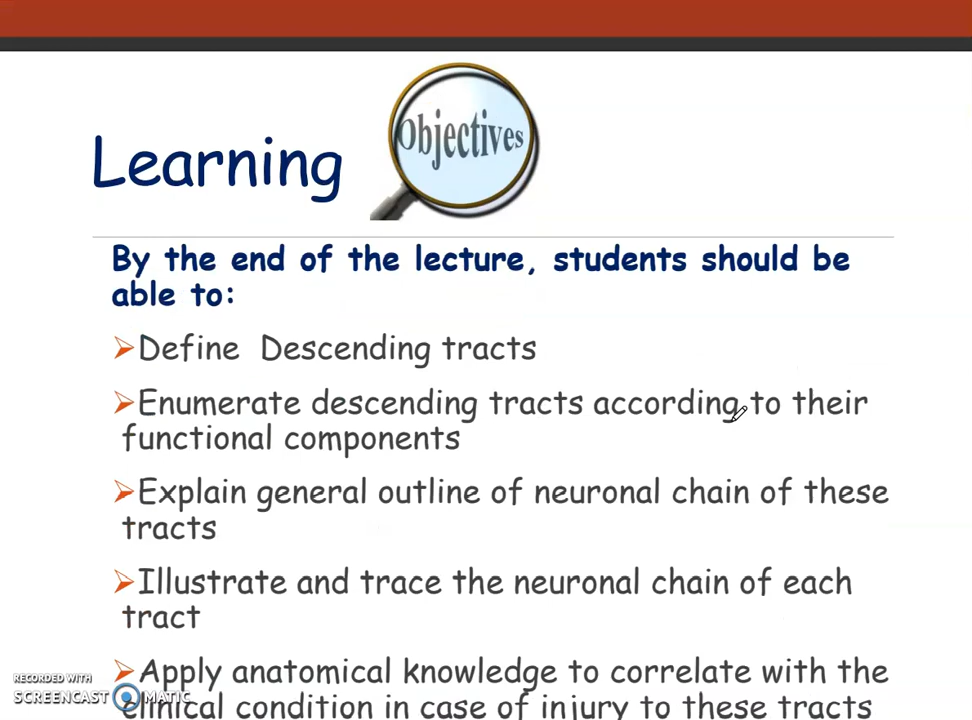 Learning Objectives
By the end of the lecture, students should be
able to:
➢Define Descending tracts
➢Enumerate descending tracts according to their
functional components
➢Explain general outline of neuronal chain of these
tracts
➢Illustrate and trace the neuronal chain of each
tract
➢Apply anatomical knowledge to correlate with the
clinical condition in case of injury to these tracts
RECORDED WITH
SCREENCAST MATIC